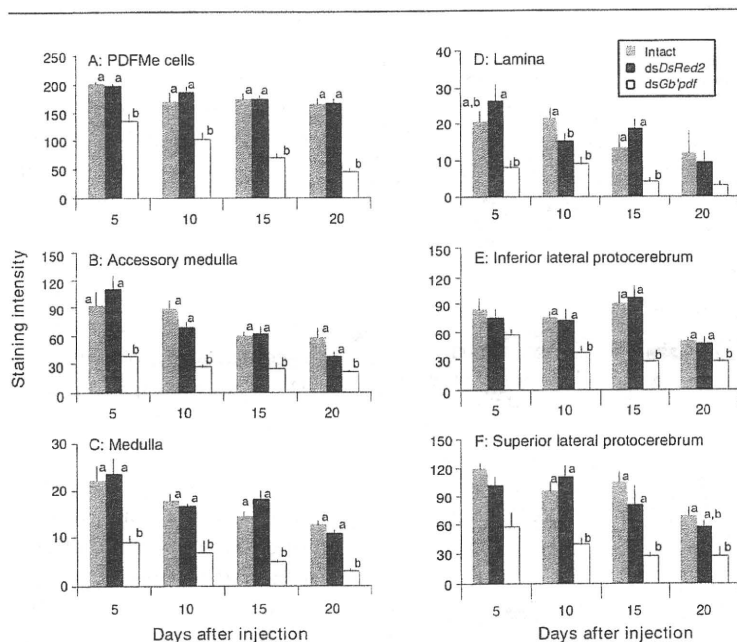 A: PDFMe cells
250
200
150
100
50
0
a a b a a b a a b a a b
5 10 15 20
B: Accessory medulla
150
120
90
60
30
0
a a b a a b a a b a a b
5 10 15 20
C: Medulla
30
20
10
0
a a b a a b a a b a a b
5 10 15 20
Staining intensity
Days after injection
D: Lamina
40
30
20
10
0
a,b a b a b b a a b
5 10 15 20
Intact
dsDsRed2
dsGb'pdf
E: Inferior lateral protocerebrum
150
120
90
60
30
0
a a b a a b a a b
5 10 15 20
F: Superior lateral protocerebrum
150
120
90
60
30
0
a a b a a b a a,b b
5 10 15 20
Days after injection